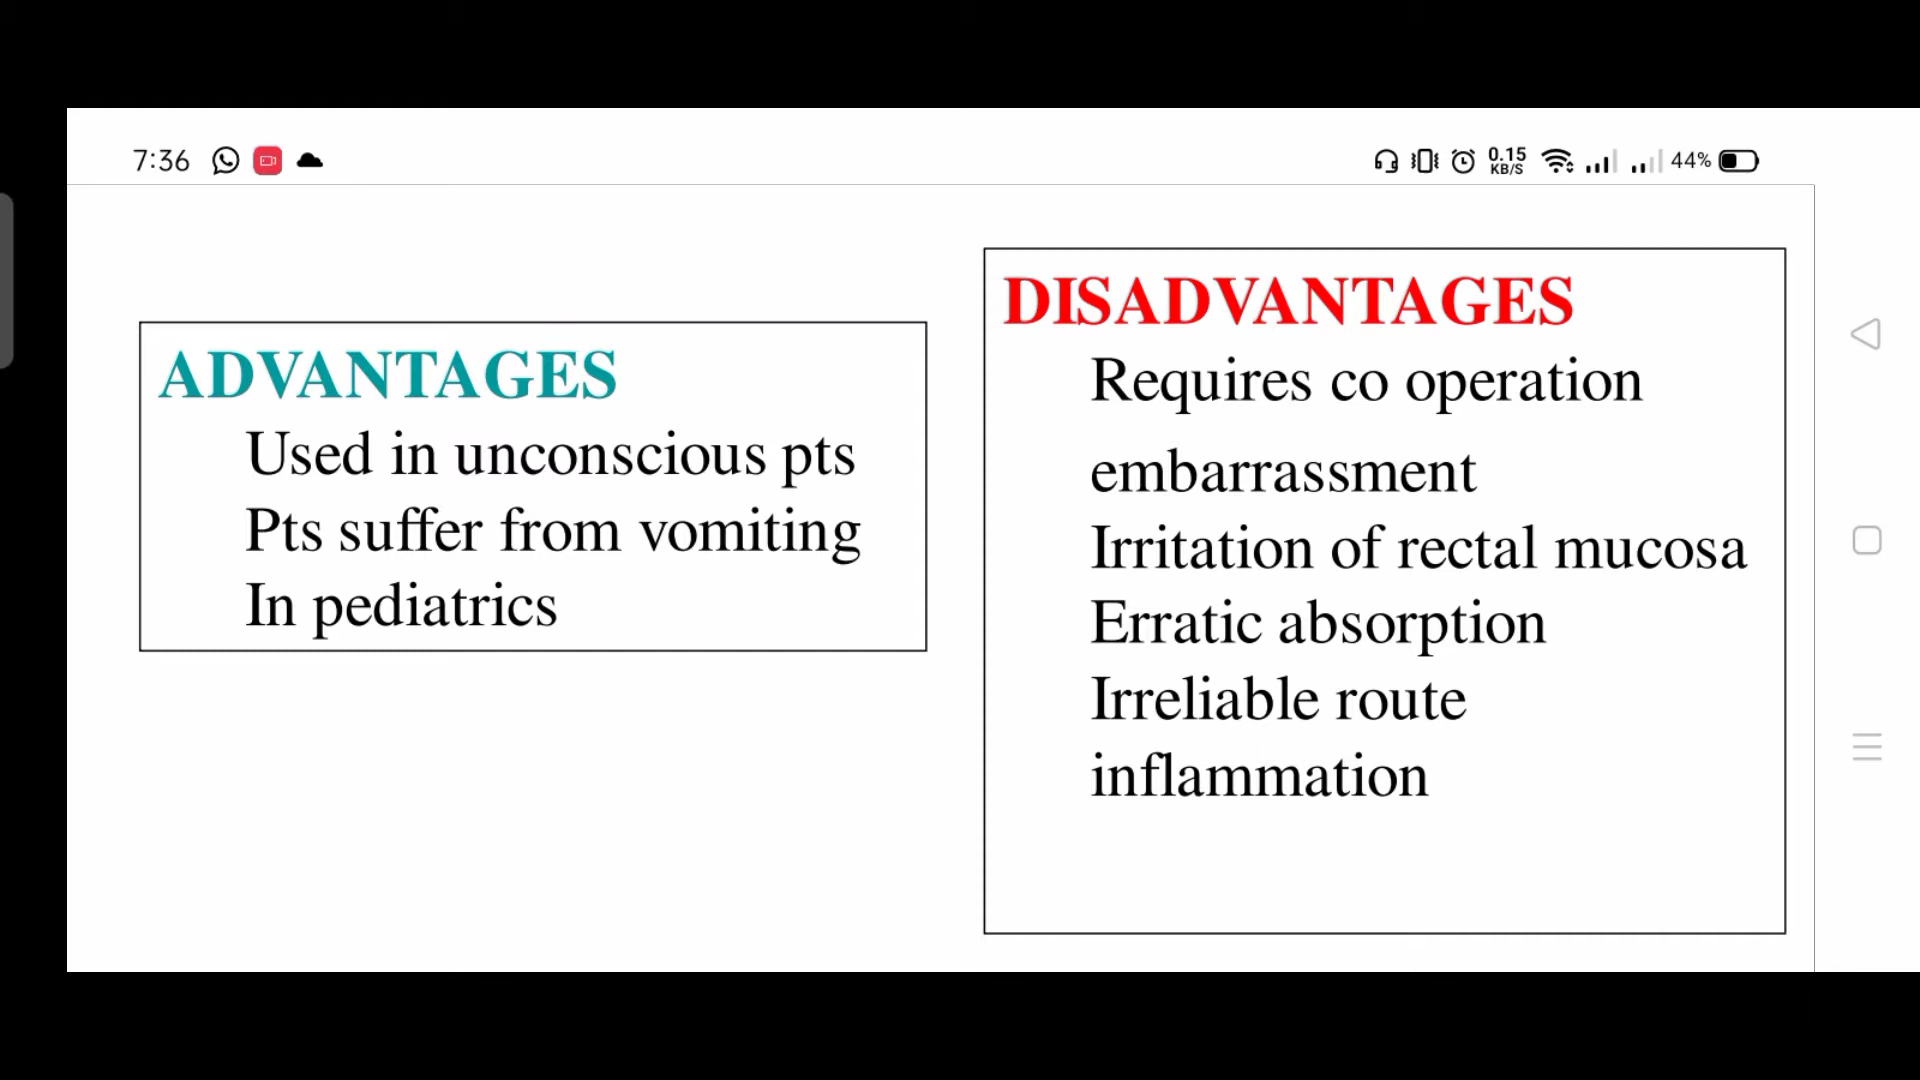 7:36
0.15
KB/S
44%
ADVANTAGES
Used in unconscious pts
Pts suffer from vomiting
In pediatrics
DISADVANTAGES
Requires co operation
embarrassment
Irritation of rectal mucosa
Erratic absorption
Irreliable route
inflammation